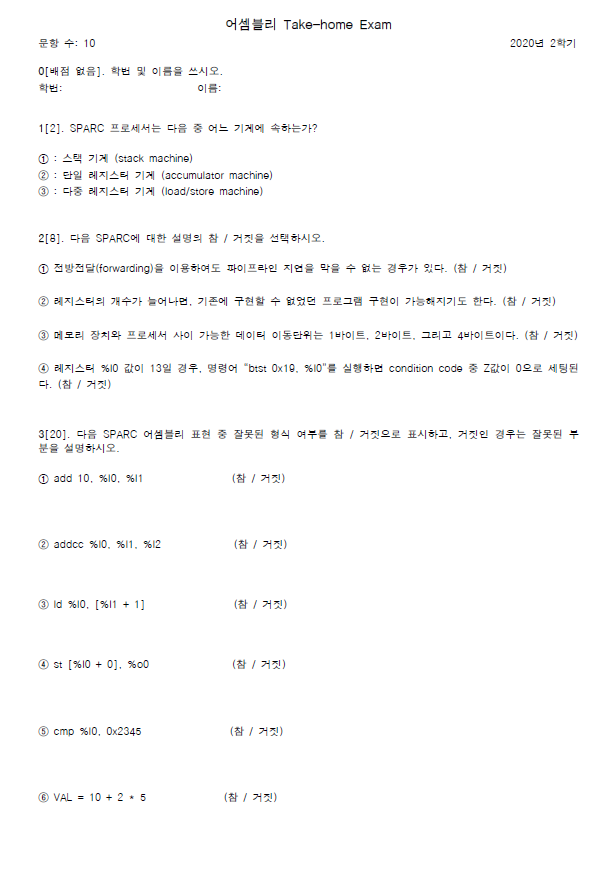 어셈블리 Take-home Exam
문항 수: 10 2020년 2학기
0[배점 없음]. 학번 및 이름을 쓰시오.
학번: 이름:
1[2]. SPARC 프로세서는 다음 중 어느 기계에 속하는가?
① : 스택 기계 (stack machine)
② : 단일 레지스터 기계 (accumulator machine)
③ : 다중 레지스터 기계 (load/store machine)
2[8]. 다음 SPARC에 대한 설명의 참 / 거짓을 선택하시오.
① 전방전달(forwarding)을 이용하여도 파이프라인 지연을 막을 수 없는 경우가 있다. (참 / 거짓)
② 레지스터의 개수가 늘어나면, 기존에 구현할 수 없었던 프로그램 구현이 가능해지기도 한다. (참 / 거짓)
③ 메모리 장치와 프로세서 사이 가능한 데이터 이동단위는 1바이트, 2바이트, 그리고 4바이트이다. (참 / 거짓)
④ 레지스터 %l0 값이 13일 경우, 명령어 "btst 0x19, %l0"를 실행하면 condition code 중 Z값이 0으로 세팅된
다. (참 / 거짓)
3[20]. 다음 SPARC 어셈블리 표현 중 잘못된 형식 여부를 참 / 거짓으로 표시하고, 거짓인 경우는 잘못된 부
분을 설명하시오.
① add 10, %l0, %l1 (참 / 거짓)
② addcc %l0, %l1, %l2 (참 / 거짓)
③ ld %l0, [%l1 + 1] (참 / 거짓)
④ st [%l0 + 0], %o0 (참 / 거짓)
⑤ cmp %l0, 0x2345 (참 / 거짓)
⑥ VAL = 10 + 2 * 5 (참 / 거짓)